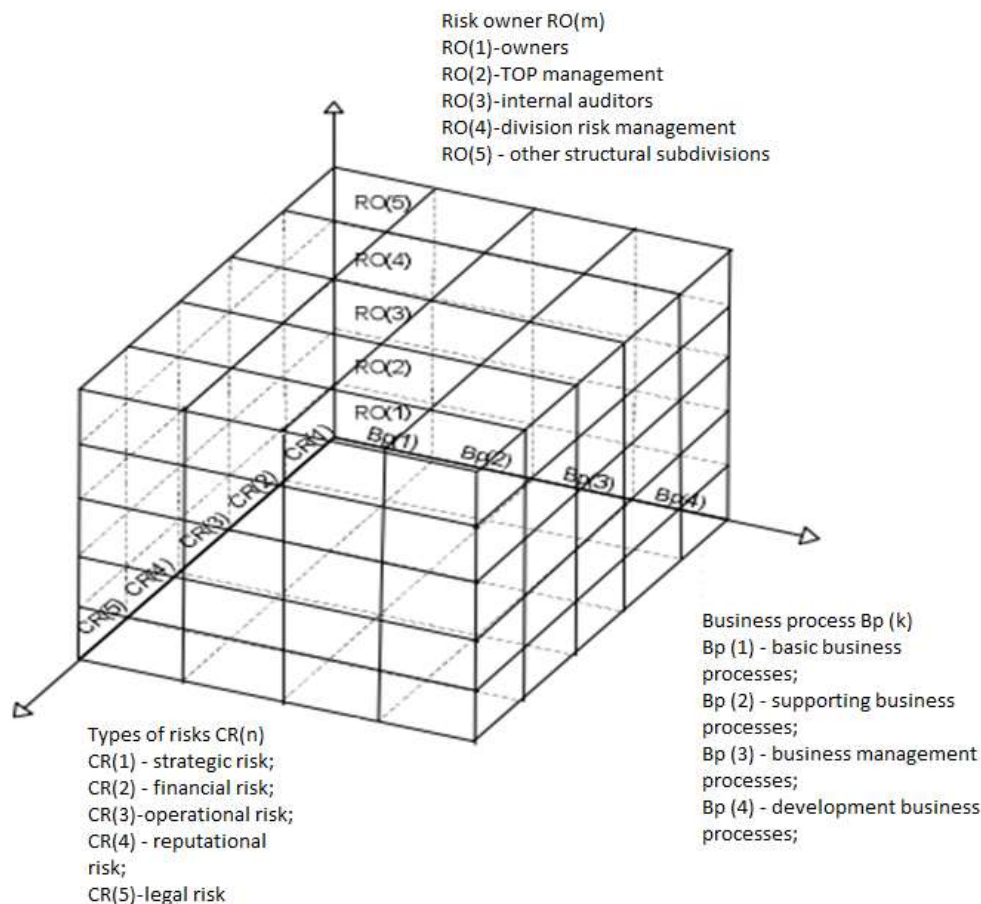 Risk owner RO(m)
RO(1)-owners
RO(2)-TOP management
RO(3)-internal auditors
RO(4)-division risk management
RO(5) - other structural subdivisions
RO(5)
RO(4)
RO(3)
RO(2)
RO(1)
CR(1)
CR(2)
CR(3)
CR(4)
CR(5)
Bp(1)
Bp(2)
Bp(3)
Bp(4)
Business process Bp (k)
Bp (1) - basic business
processes;
Bp (2) - supporting business
processes;
Bp (3) - business management
processes;
Bp (4) - development business
processes;
Types of risks CR(n)
CR(1) - strategic risk;
CR(2) - financial risk;
CR(3)-operational risk;
CR(4) - reputational
risk;
CR(5)-legal risk